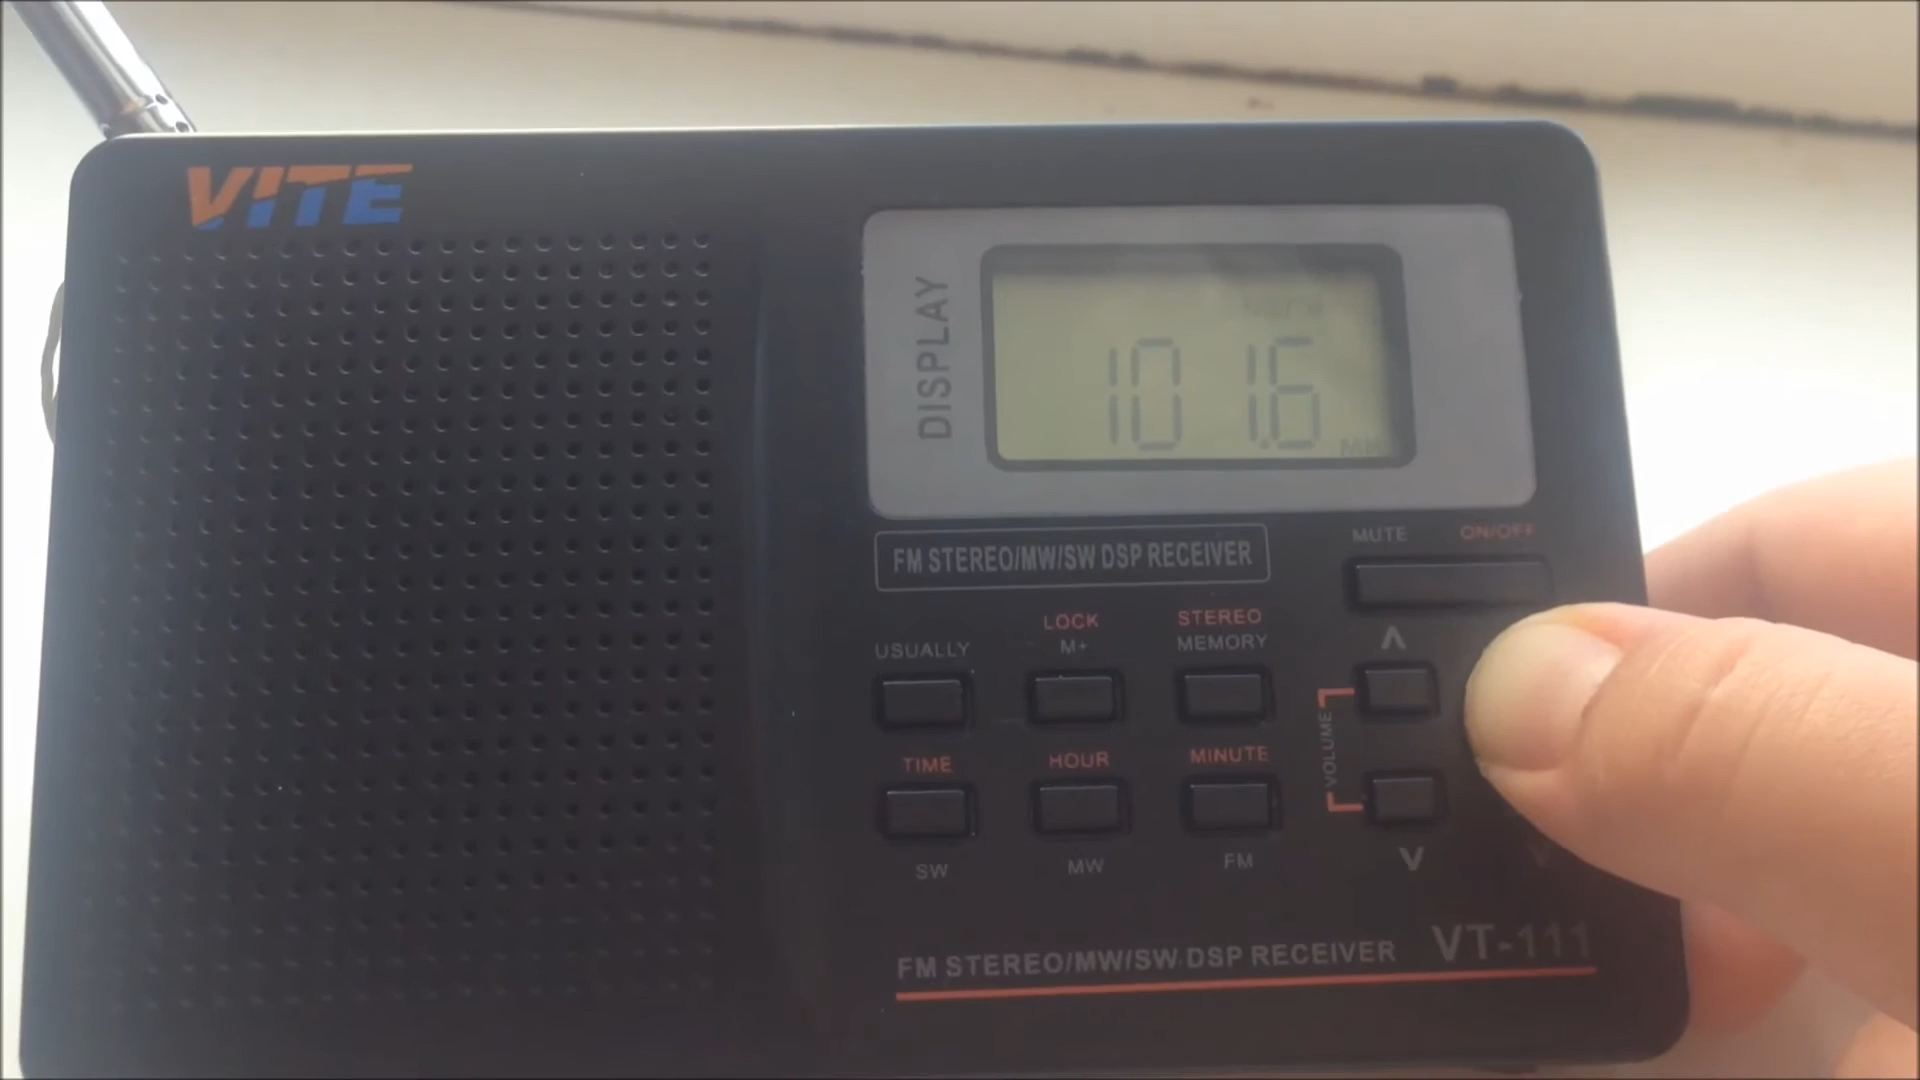 VITE
DISPLAY
101.6
FM STEREO/MW/SW DSP RECEIVER
MUTE ON/OFF
LOCK STEREO
USUALLY M+ MEMORY
VOLUME
TIME HOUR MINUTE
SW MW FM
FM STEREO/MW/SW DSP RECEIVER VT-111